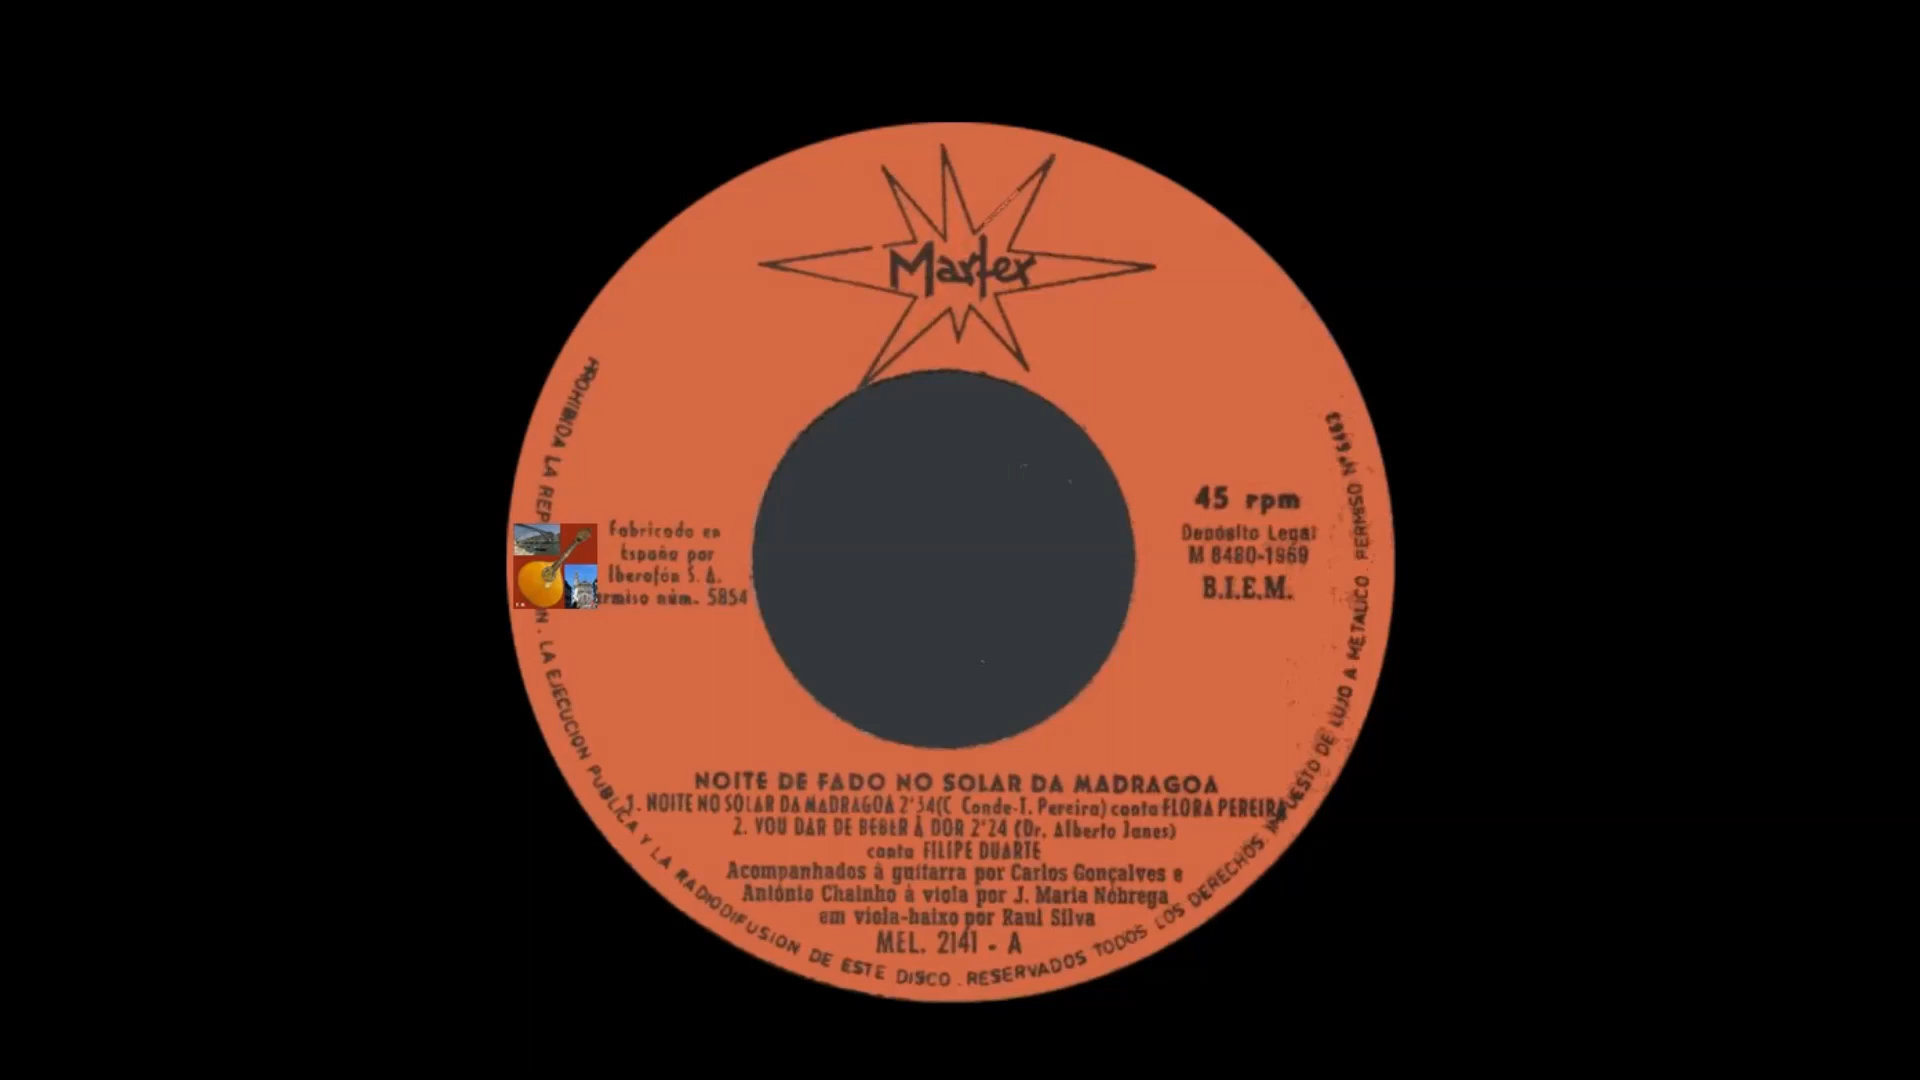 Marfer
Fabricado en
España por
Iberofón S. A.
ermiso núm. 5854
45 rpm
Depósito Legal
M 8480-1969
B.I.E.M.
NOITE DE FADO NO SOLAR DA MADRAGOA
1. NOITE NO SOLAR DA MADRAGOA 2'34(C Conde-T. Pereira) canta FLORA PEREIRA
2. VOU DAR DE BEBER À DOR 2'24 (Dr. Alberto Janes)
canta FILIPE DUARTE
Acompanhados à guitarra por Carlos Gonçalves e
António Chainho à viola por J. Maria Nóbrega
em viola-baixo por Raul Silva
MEL. 2141 - A
PROHIBIDA LA REP N. LA EJECUCION PUBLICA Y LA RADIODIFUSION DE ESTE DISCO. RESERVADOS TODOS LOS DERECHOS. IMPUESTO DE LUJO A METALICO. PERMISO Nº